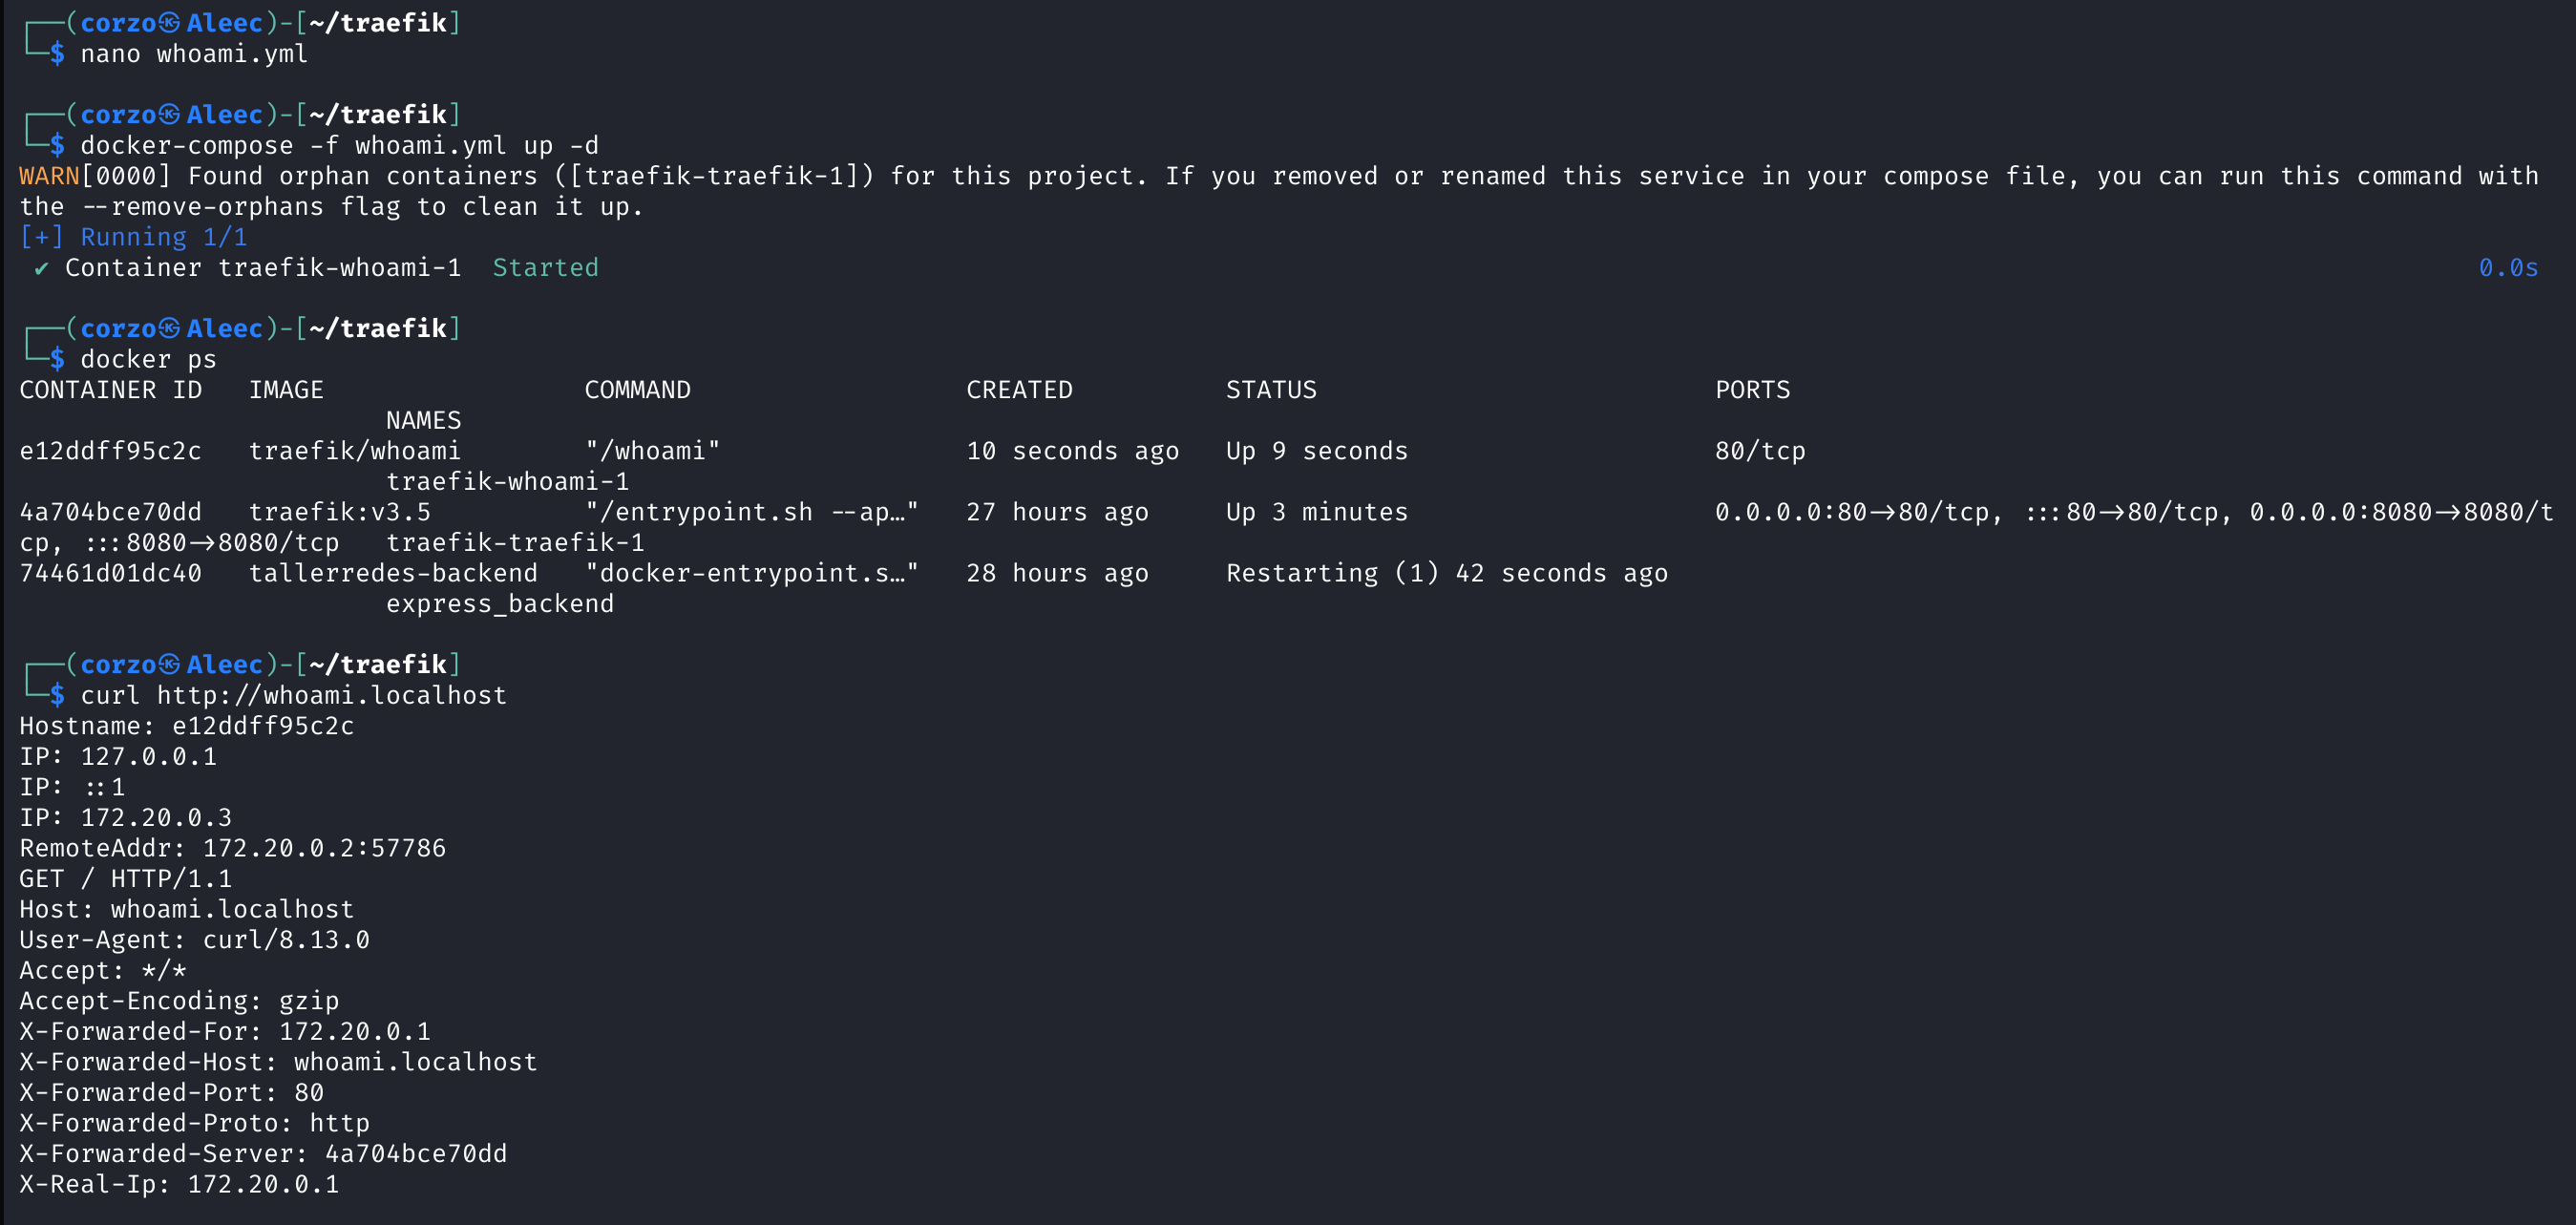 ┌──(corzo㉿Aleec)-[~/traefik]
└─$ nano whoami.yml
┌──(corzo㉿Aleec)-[~/traefik]
└─$ docker-compose -f whoami.yml up -d
WARN[0000] Found orphan containers ([traefik-traefik-1]) for this project. If you removed or renamed this service in your compose file, you can run this command with
the --remove-orphans flag to clean it up.
[+] Running 1/1
✔ Container traefik-whoami-1  Started  0.0s
┌──(corzo㉿Aleec)-[~/traefik]
└─$ docker ps
CONTAINER ID   IMAGE   COMMAND   CREATED   STATUS   PORTS
NAMES
e12ddff95c2c   traefik/whoami   "/whoami"   10 seconds ago   Up 9 seconds   80/tcp
traefik-whoami-1
4a704bce70dd   traefik:v3.5   "/entrypoint.sh --ap…"   27 hours ago   Up 3 minutes   0.0.0.0:80->80/tcp, :::80->80/tcp, 0.0.0.0:8080->8080/t
cp, :::8080->8080/tcp   traefik-traefik-1
74461d01dc40   tallerredes-backend   "docker-entrypoint.s…"   28 hours ago   Restarting (1) 42 seconds ago
express_backend
┌──(corzo㉿Aleec)-[~/traefik]
└─$ curl http://whoami.localhost
Hostname: e12ddff95c2c
IP: 127.0.0.1
IP: ::1
IP: 172.20.0.3
RemoteAddr: 172.20.0.2:57786
GET / HTTP/1.1
Host: whoami.localhost
User-Agent: curl/8.13.0
Accept: */*
Accept-Encoding: gzip
X-Forwarded-For: 172.20.0.1
X-Forwarded-Host: whoami.localhost
X-Forwarded-Port: 80
X-Forwarded-Proto: http
X-Forwarded-Server: 4a704bce70dd
X-Real-Ip: 172.20.0.1